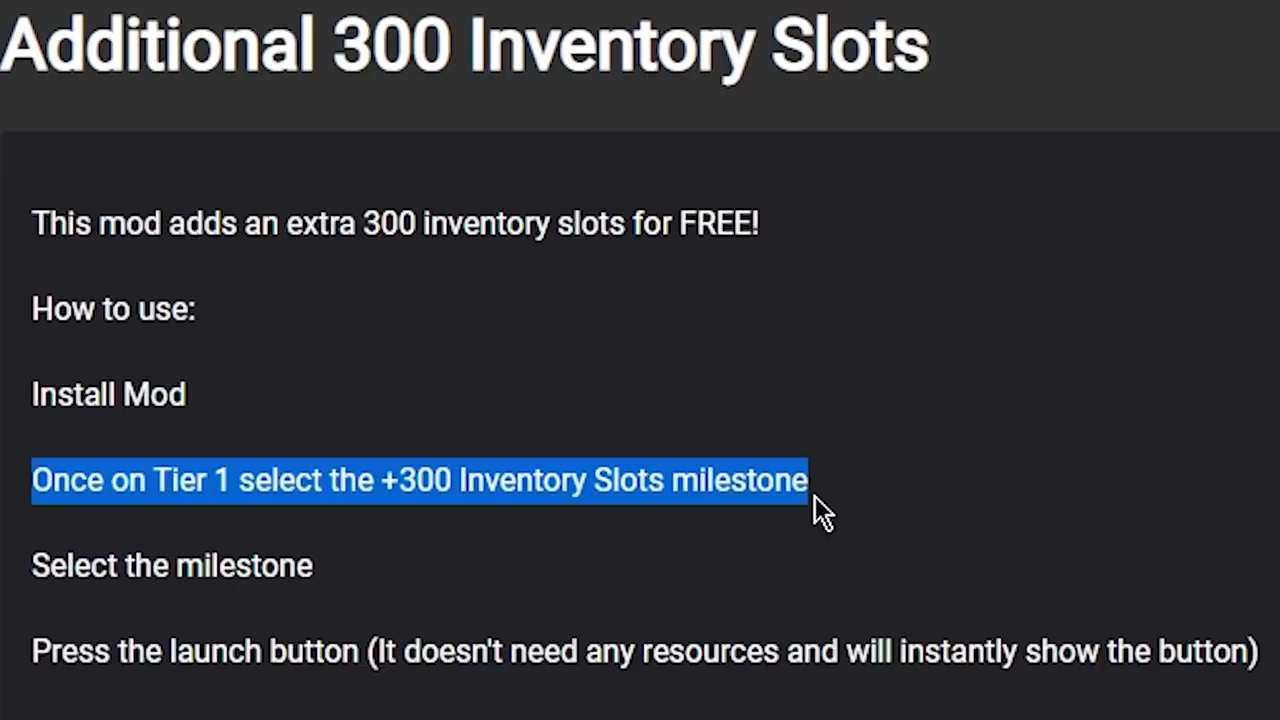 Additional 300 Inventory Slots
This mod adds an extra 300 inventory slots for FREE!
How to use:
Install Mod
Once on Tier 1 select the +300 Inventory Slots milestone
Select the milestone
Press the launch button (It doesn't need any resources and will instantly show the button)